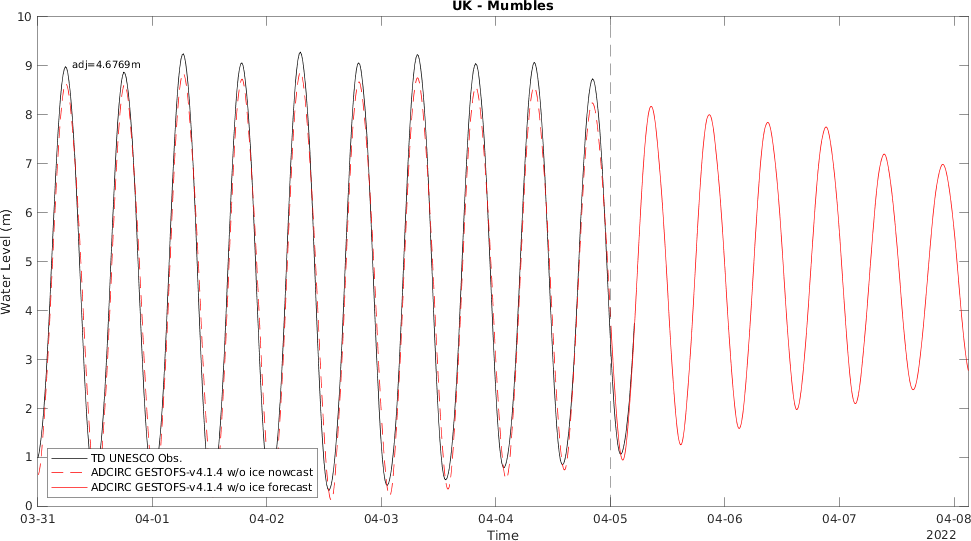 UK - Mumbles
10
9
8
7
6
5
4
3
2
1
0
Water Level (m)
adj=4.6769m
TD UNESCO Obs.
ADCIRC GESTOFS-v4.1.4 w/o ice nowcast
ADCIRC GESTOFS-v4.1.4 w/o ice forecast
03-31 04-01 04-02 04-03 04-04 04-05 04-06 04-07 04-08
Time
2022